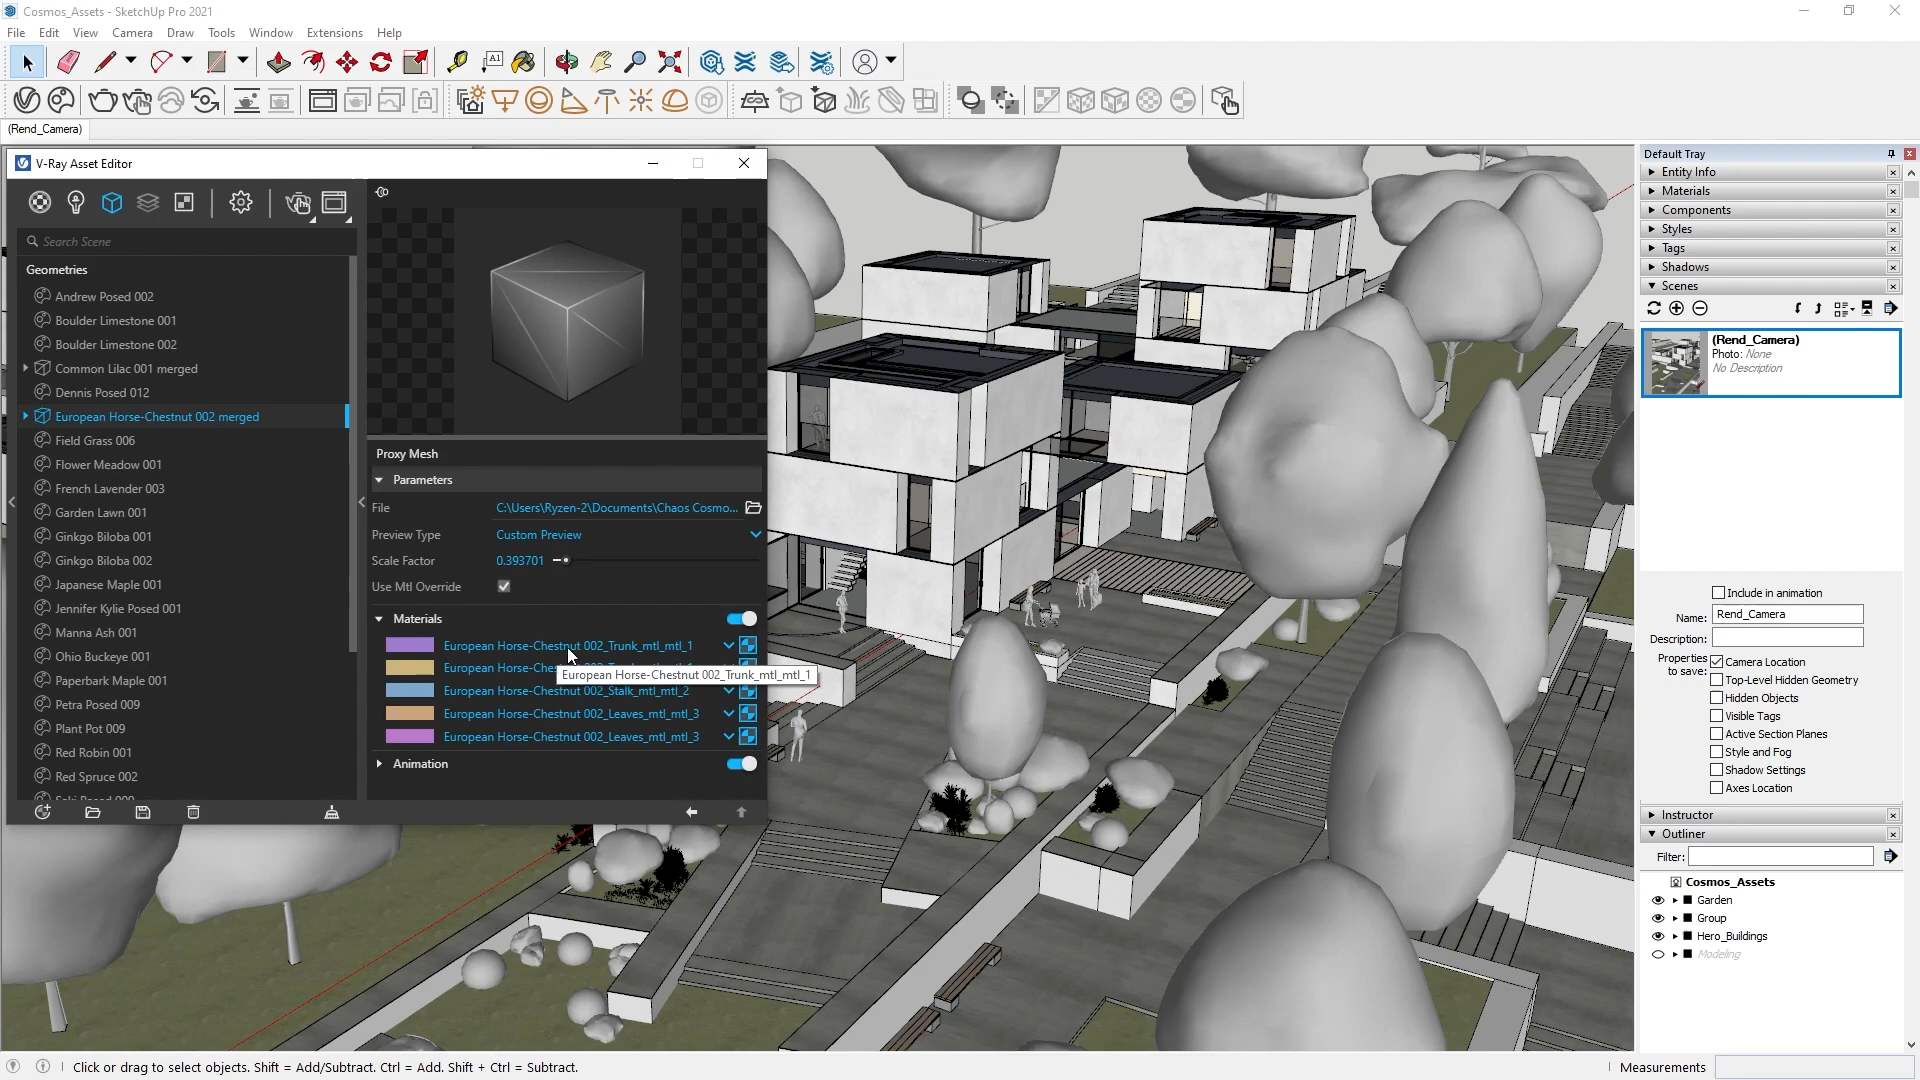 Cosmos_Assets - SketchUp Pro 2021
File Edit View Camera Draw Tools Window Extensions Help
A1
(Rend_Camera)
V-Ray Asset Editor
Search Scene
Geometries
Andrew Posed 002
Boulder Limestone 001
Boulder Limestone 002
Common Lilac 001 merged
Dennis Posed 012
European Horse-Chestnut 002 merged
Field Grass 006
Flower Meadow 001
French Lavender 003
Garden Lawn 001
Ginkgo Biloba 001
Ginkgo Biloba 002
Japanese Maple 001
Jennifer Kylie Posed 001
Manna Ash 001
Ohio Buckeye 001
Paperbark Maple 001
Petra Posed 009
Plant Pot 009
Red Robin 001
Red Spruce 002
Proxy Mesh
Parameters
File C:\Users\Ryzen-2\Documents\Chaos Cosmo...
Preview Type Custom Preview
Scale Factor 0.393701
Use Mtl Override
Materials
European Horse-Chestnut 002_Trunk_mtl_mtl_1
European Horse-Ches
European Horse-Chestnut 002_Trunk_mtl_mtl_1
European Horse-Chestnut 002_Stalk_mtl_mtl_2
European Horse-Chestnut 002_Leaves_mtl_mtl_3
European Horse-Chestnut 002_Leaves_mtl_mtl_3
Animation
Default Tray
Entity Info
Materials
Components
Styles
Tags
Shadows
Scenes
(Rend_Camera)
Photo: None
No Description
Include in animation
Name: Rend_Camera
Description:
Properties to save:
Camera Location
Top-Level Hidden Geometry
Hidden Objects
Visible Tags
Active Section Planes
Style and Fog
Shadow Settings
Axes Location
Instructor
Outliner
Filter:
Cosmos_Assets
Garden
Group
Hero_Buildings
Modeling
Click or drag to select objects. Shift = Add/Subtract. Ctrl = Add. Shift + Ctrl = Subtract.
Measurements